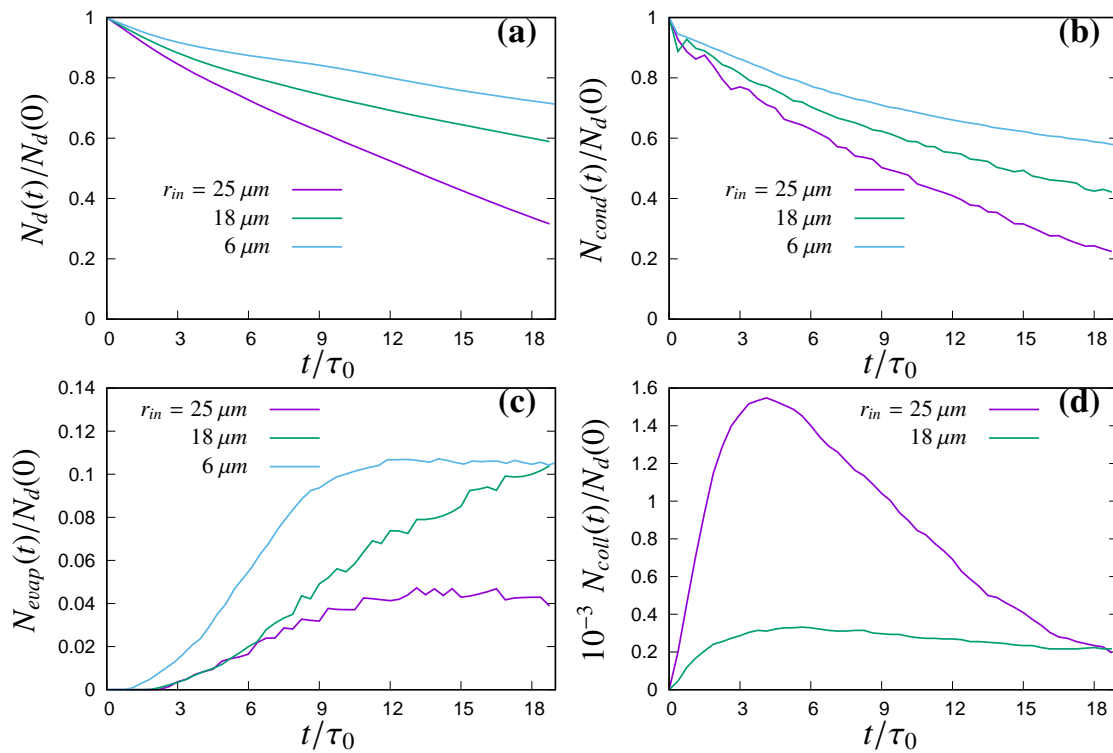 (a)
1
0.8
0.6
0.4
0.2
0
N_d(t)/N_d(0)
r_in = 25 μm
18 μm
6 μm
0 3 6 9 12 15 18
t/τ_0
(b)
1
0.8
0.6
0.4
0.2
0
N_cond(t)/N_d(0)
r_in = 25 μm
18 μm
6 μm
0 3 6 9 12 15 18
t/τ_0
(c)
0.14
0.12
0.1
0.08
0.06
0.04
0.02
0
N_evap(t)/N_d(0)
r_in = 25 μm
18 μm
6 μm
0 3 6 9 12 15 18
t/τ_0
(d)
1.6
1.4
1.2
1
0.8
0.6
0.4
0.2
0
10⁻³ N_coll(t)/N_d(0)
r_in = 25 μm
18 μm
0 3 6 9 12 15 18
t/τ_0